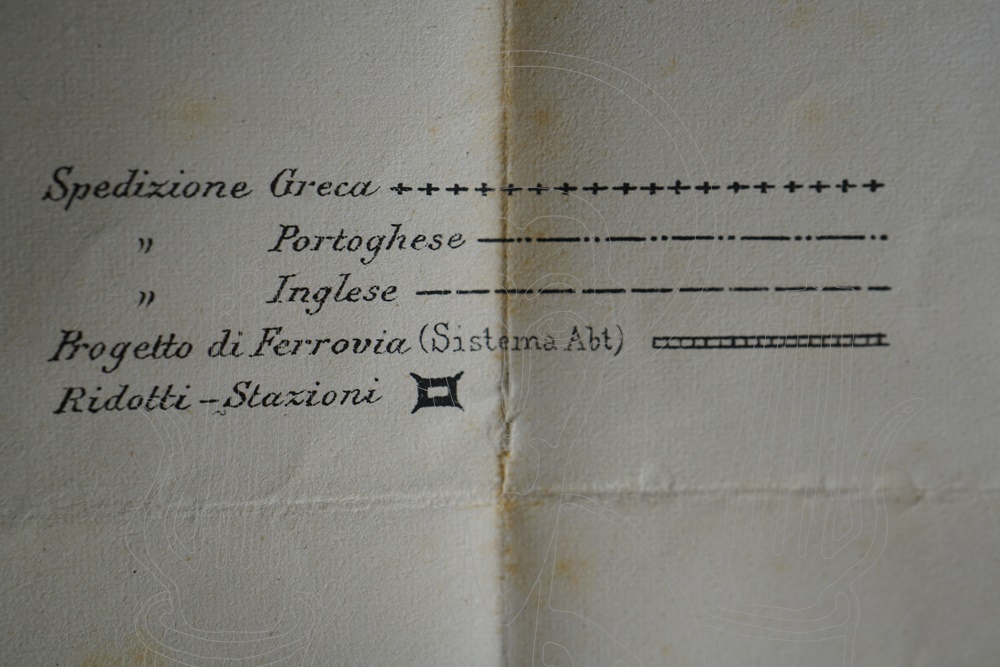 Spedizione Greca
" Portoghese
" Inglese
Progetto di Ferrovia (Sistema Abt)
Ridotti - Stazioni